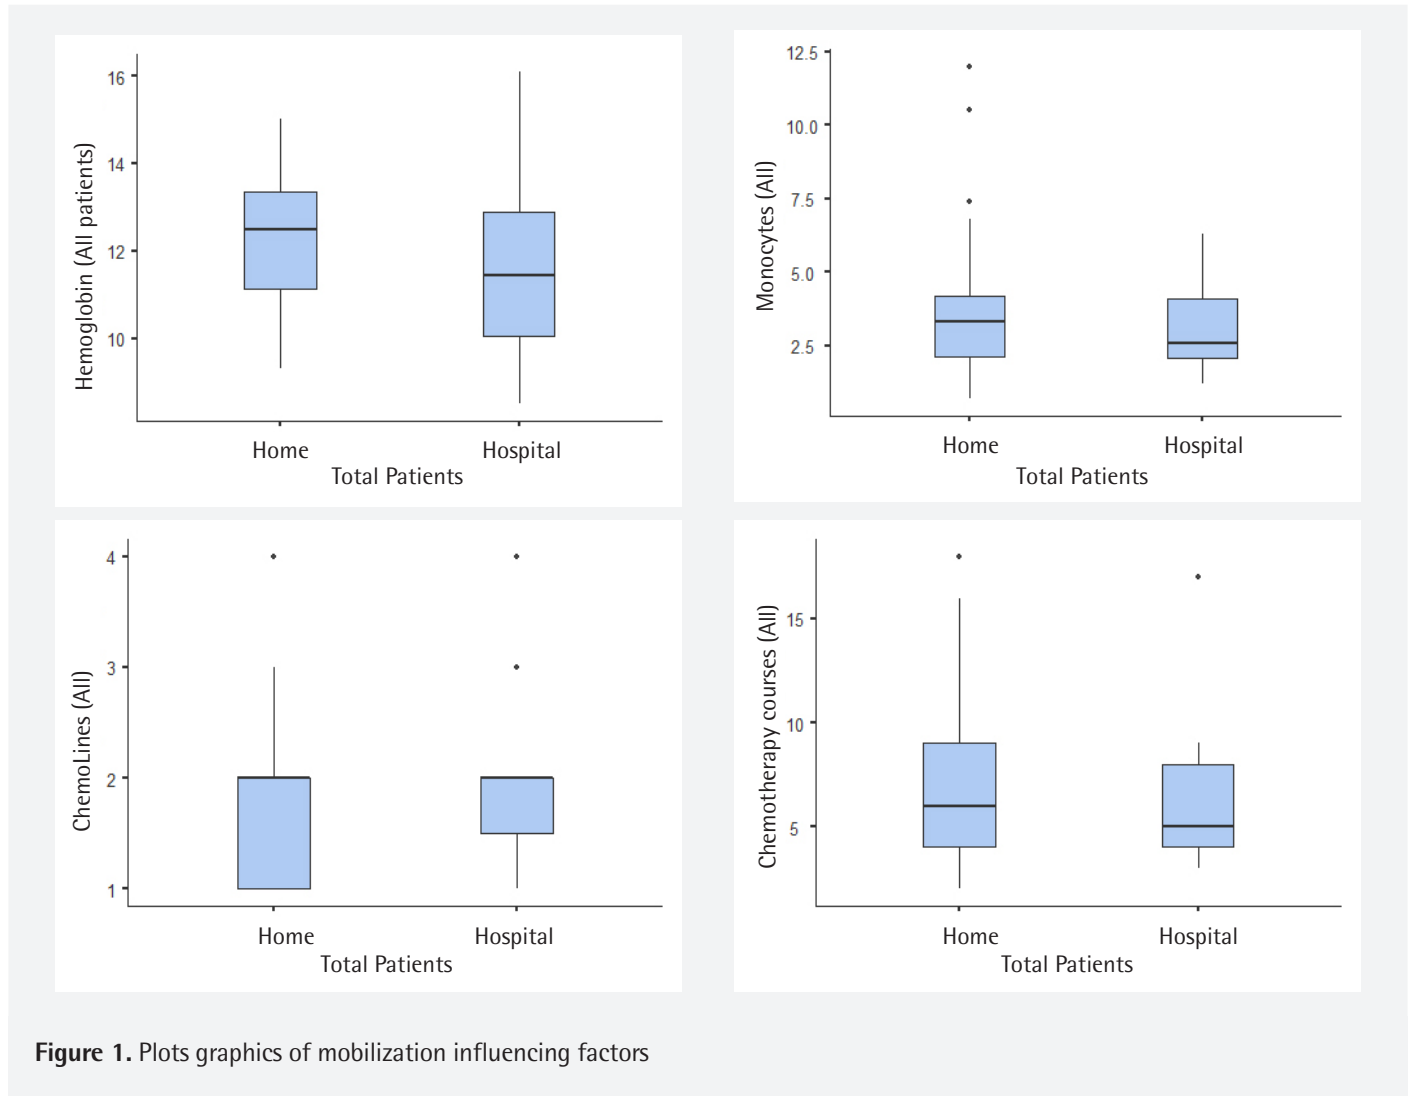 Hemoglobin (All patients)
16
14
12
10
Home Hospital
Total Patients
Monocytes (All)
12.5
10.0
7.5
5.0
2.5
Home Hospital
Total Patients
ChemoLines (All)
4
3
2
1
Home Hospital
Total Patients
Chemotherapy courses (All)
15
10
5
Home Hospital
Total Patients
Figure 1. Plots graphics of mobilization influencing factors